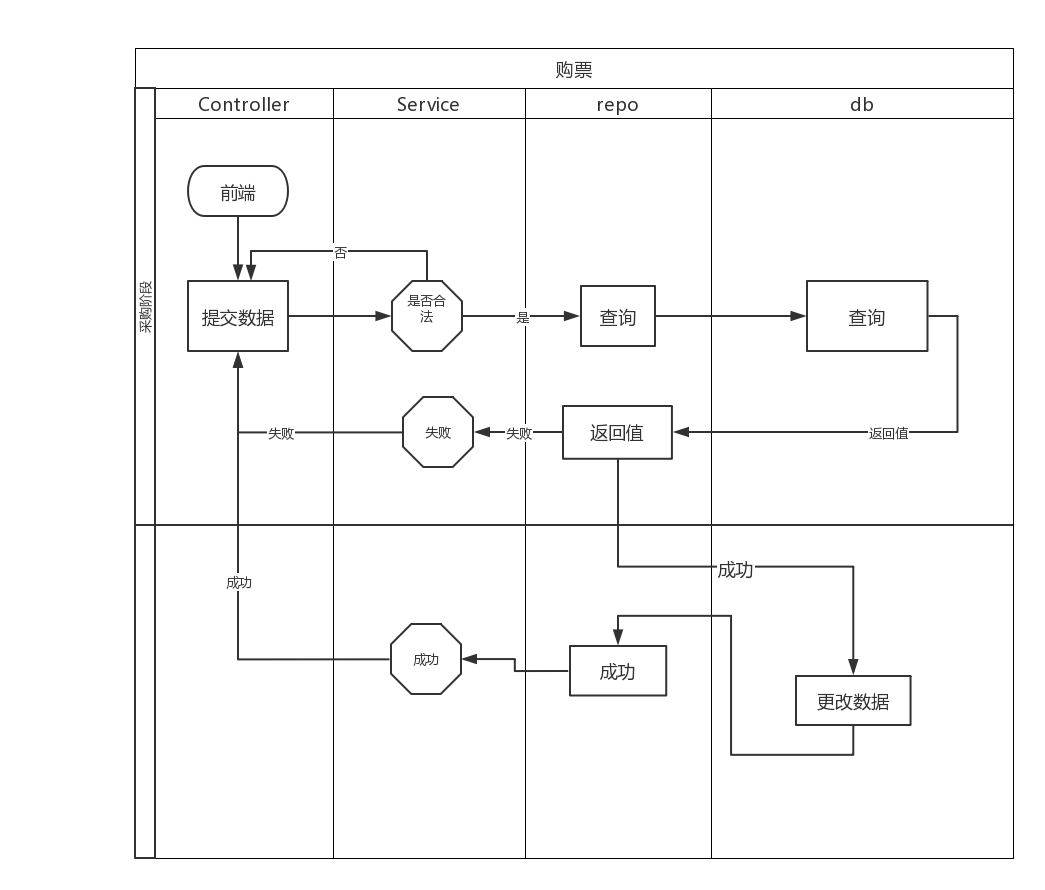 购票
Controller
Service
repo
db
采购阶段
前端
否
提交数据
是否合
法
是
查询
查询
失败
失败
失败
返回值
返回值
成功
成功
成功
成功
更改数据